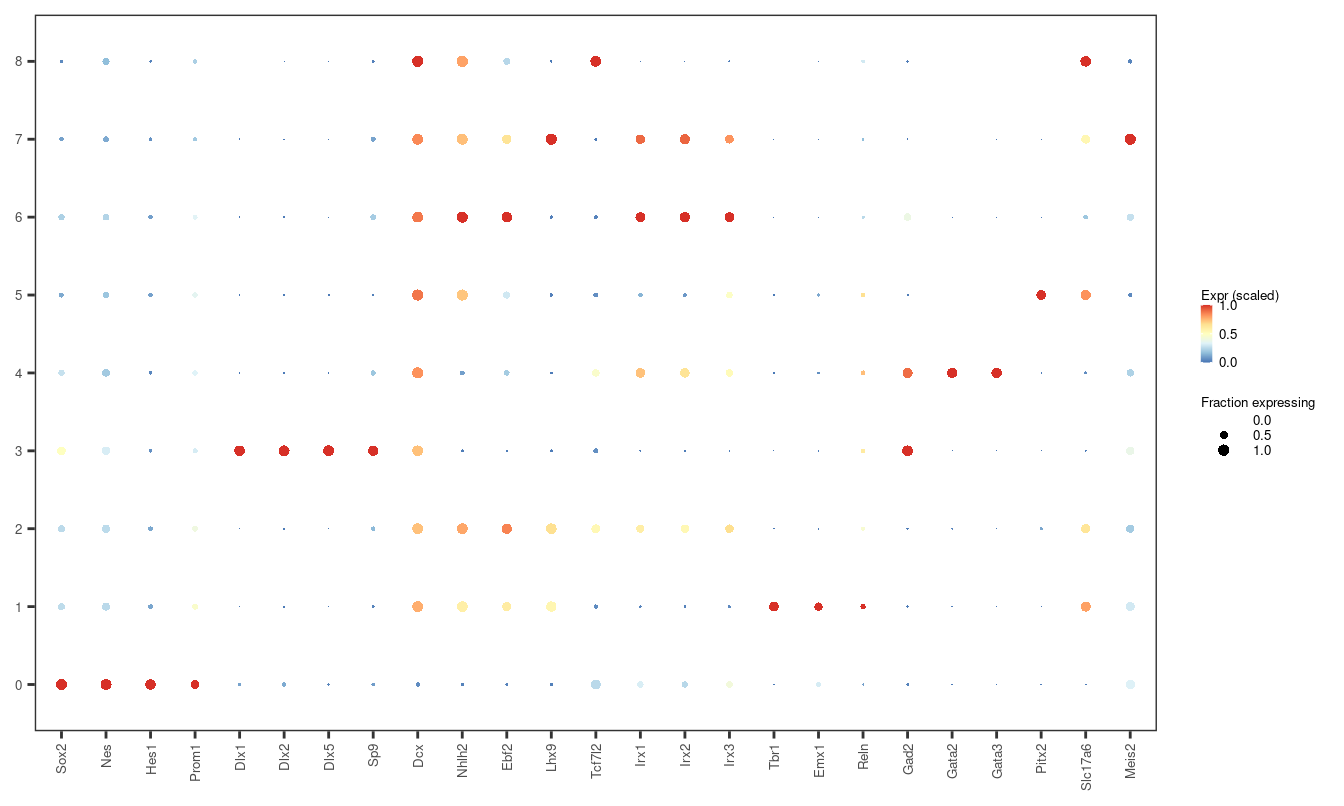 8
7
6
5
4
3
2
1
0
Sox2
Nes
Hes1
Prom1
Dlx1
Dlx2
Dlx5
Sp9
Dcx
Nhlh2
Ebf2
Lhx9
Tcf7l2
Irx1
Irx2
Irx3
Tbr1
Emx1
Reln
Gad2
Gata2
Gata3
Pitx2
Slc17a6
Meis2
Expr (scaled)
1.0
0.5
0.0
Fraction expressing
0.0
0.5
1.0